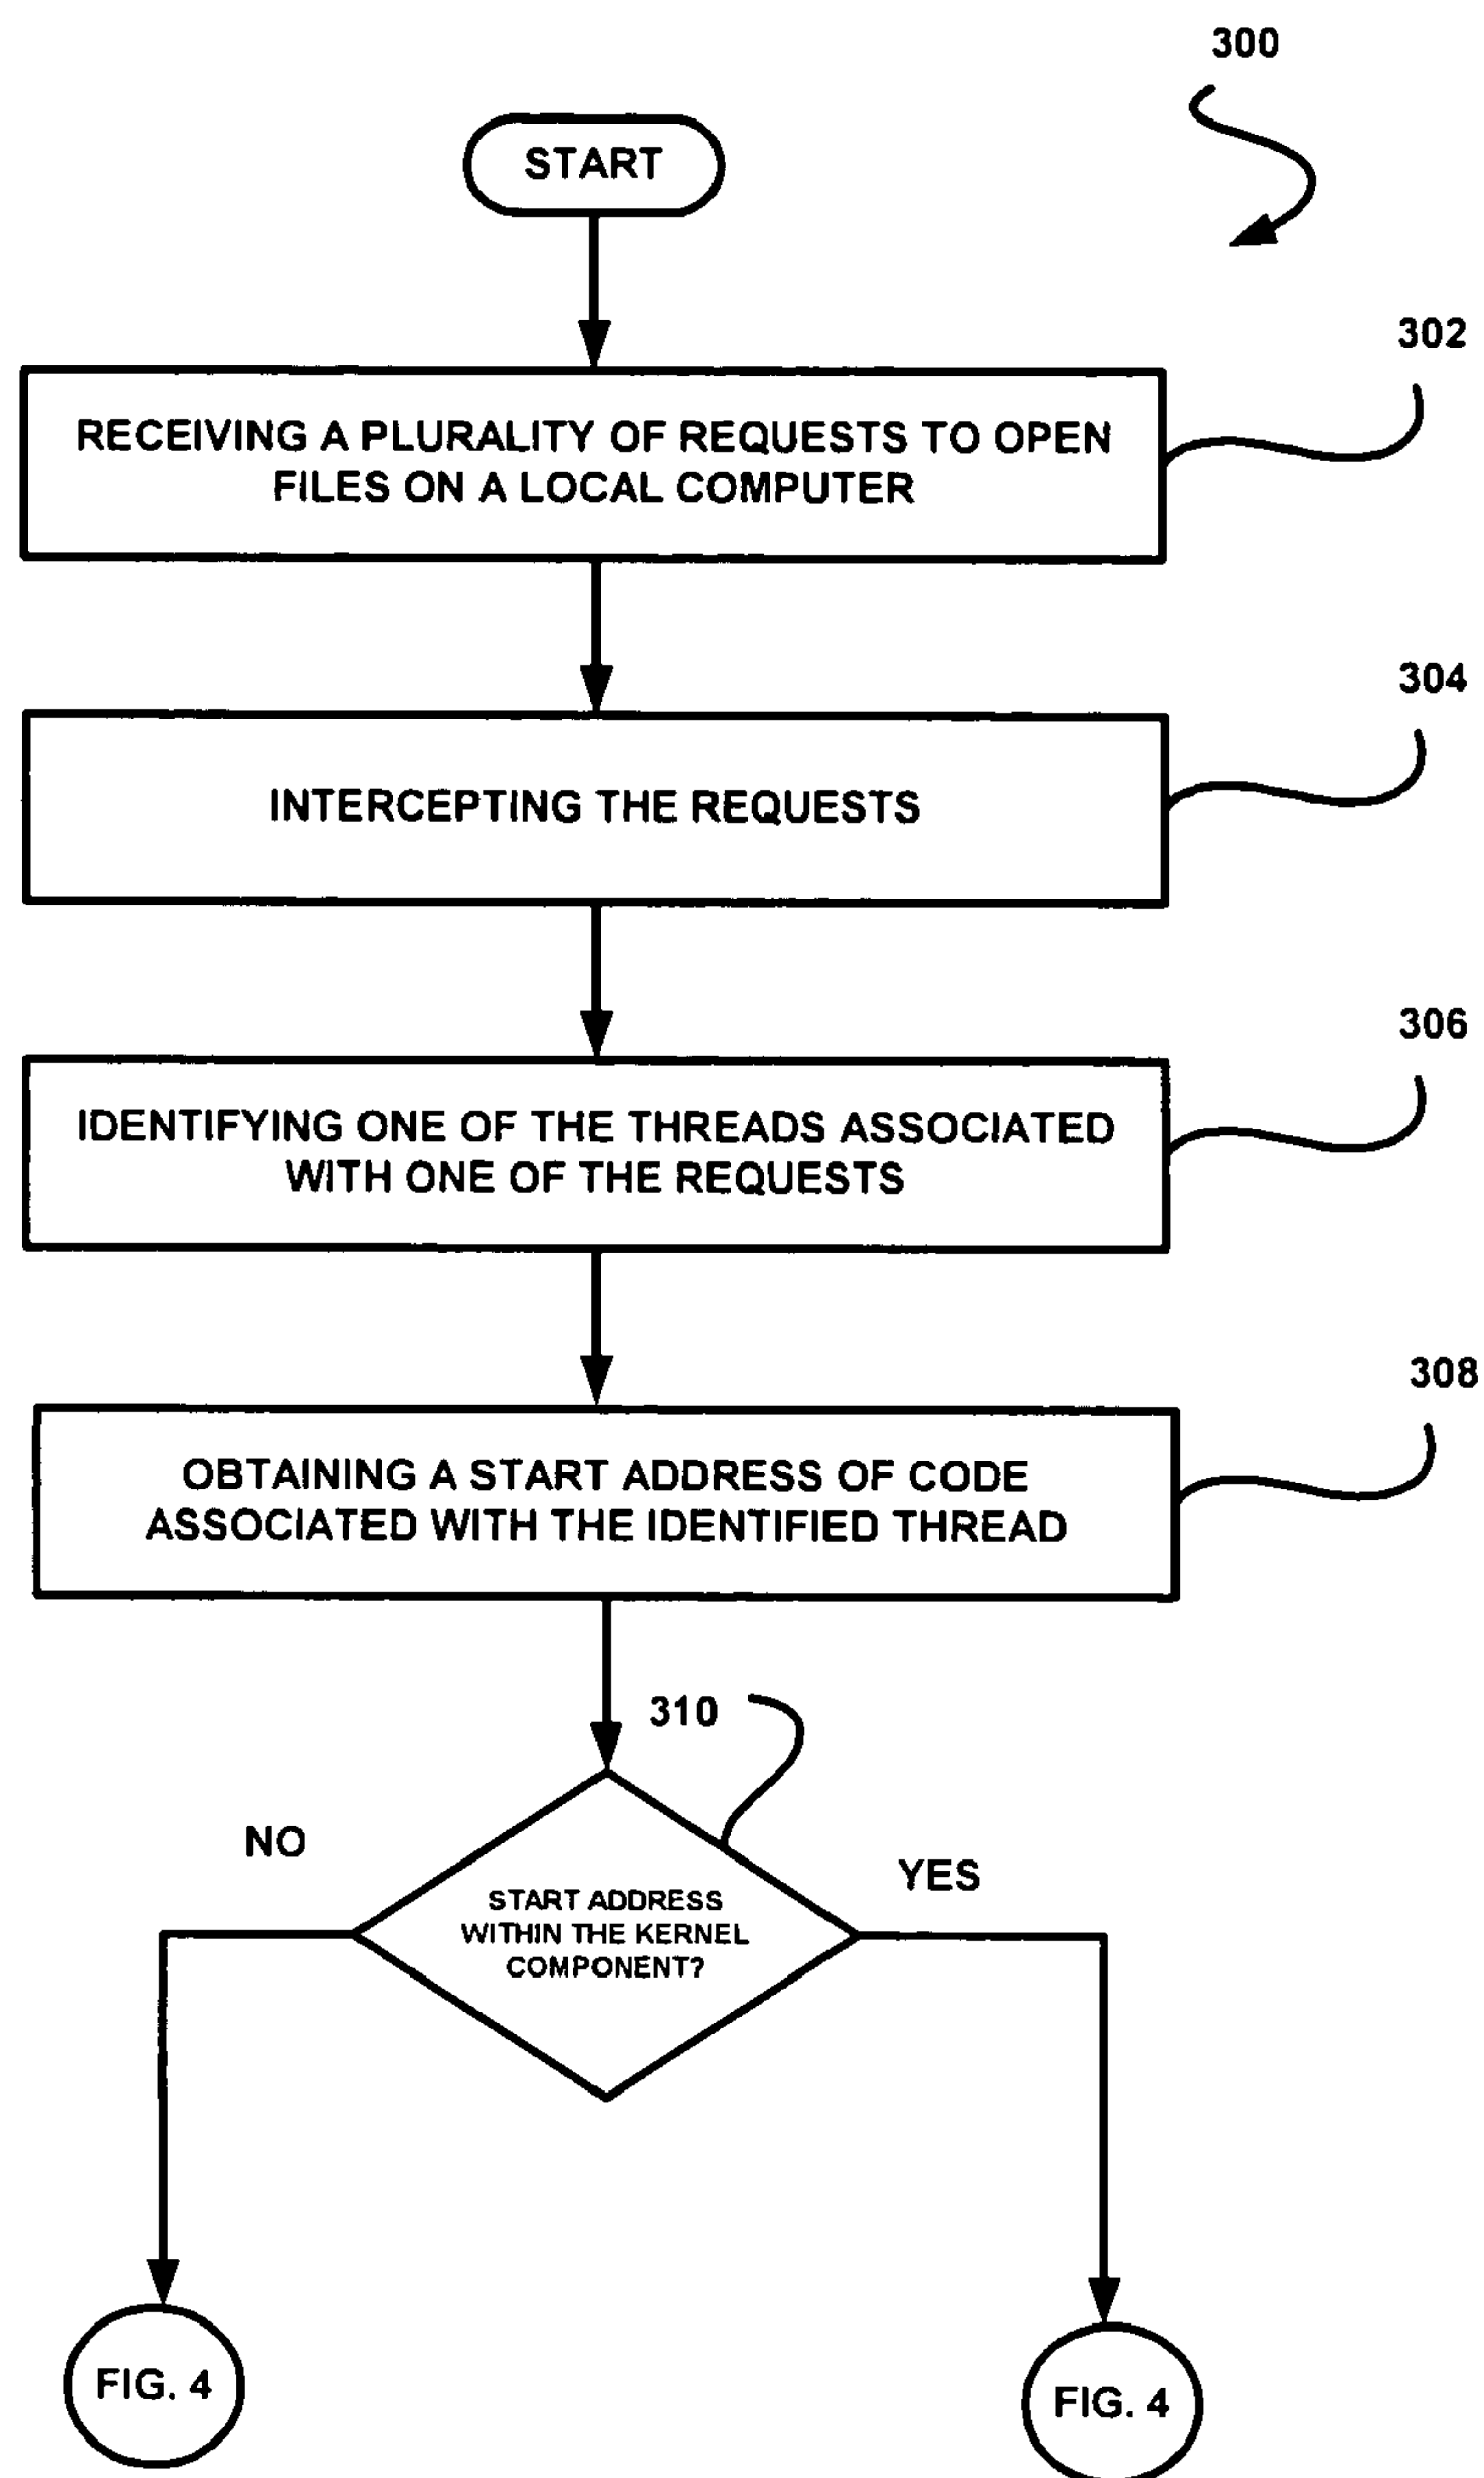 300
START
302
RECEIVING A PLURALITY OF REQUESTS TO OPEN
FILES ON A LOCAL COMPUTER
304
INTERCEPTING THE REQUESTS
306
IDENTIFYING ONE OF THE THREADS ASSOCIATED
WITH ONE OF THE REQUESTS
308
OBTAINING A START ADDRESS OF CODE
ASSOCIATED WITH THE IDENTIFIED THREAD
310
NO
YES
START ADDRESS
WITHIN THE KERNEL
COMPONENT?
FIG. 4
FIG. 4